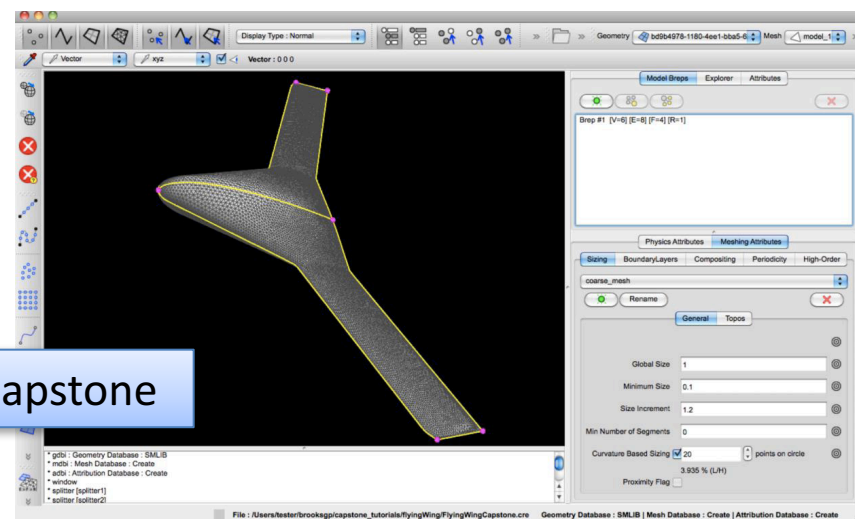 Display Type : Normal
»
»
Geometry
bd9b4978-1180-4ee1-bba5-6
Mesh
model_1
Vector
xyz
Vector : 0 0 0
Model Breps Explorer Attributes
Brep #1 [V=6] [E=8] [F=4] [R=1]
Physics Attributes Meshing Attributes
Sizing BoundaryLayers Compositing Periodicity High-Order
coarse_mesh
Rename
General Topos
Global Size 1
Minimum Size 0.1
Size Increment 1.2
Min Number of Segments 0
Curvature Based Sizing 20 points on circle
3.935 % (L/H)
Proximity Flag
apstone
* gdbi : Geometry Database : SMLIB
* mdbi : Mesh Database : Create
* adbi : Attribution Database : Create
* window
* splitter [splitter1]
* splitter [splitter2]
File : /Users/tester/brooksgp/capstone_tutorials/flyingWing/FlyingWingCapstone.cre Geometry Database : SMLIB | Mesh Database : Create | Attribution Database : Create